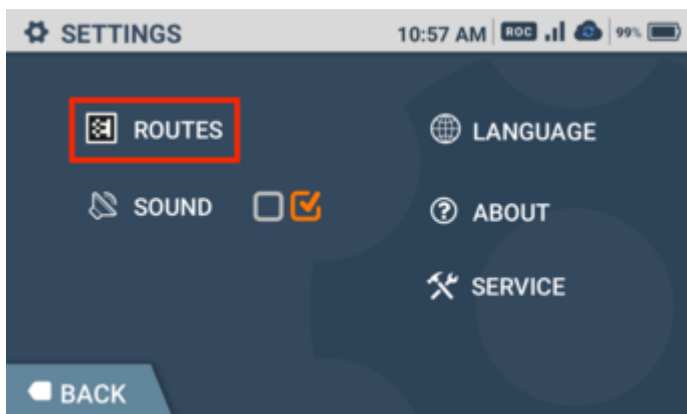 SETTINGS
10:57 AM ROC 99%
ROUTES
LANGUAGE
SOUND
ABOUT
SERVICE
BACK